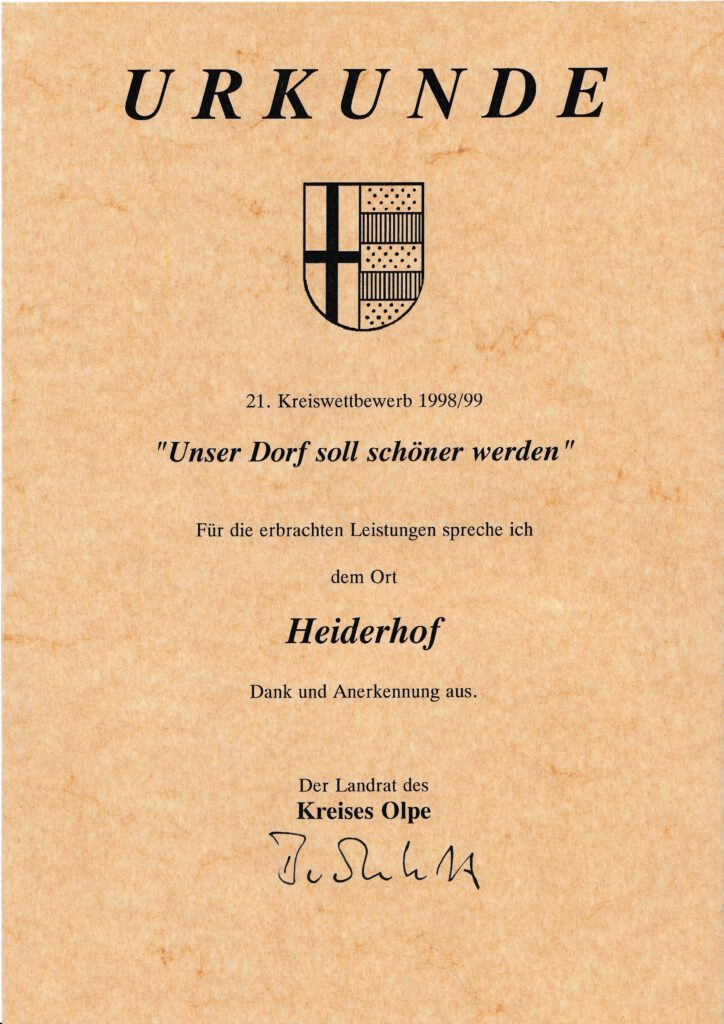 URKUNDE
21. Kreiswettbewerb 1998/99
"Unser Dorf soll schöner werden"
Für die erbrachten Leistungen spreche ich
dem Ort
Heiderhof
Dank und Anerkennung aus.
Der Landrat des
Kreises Olpe